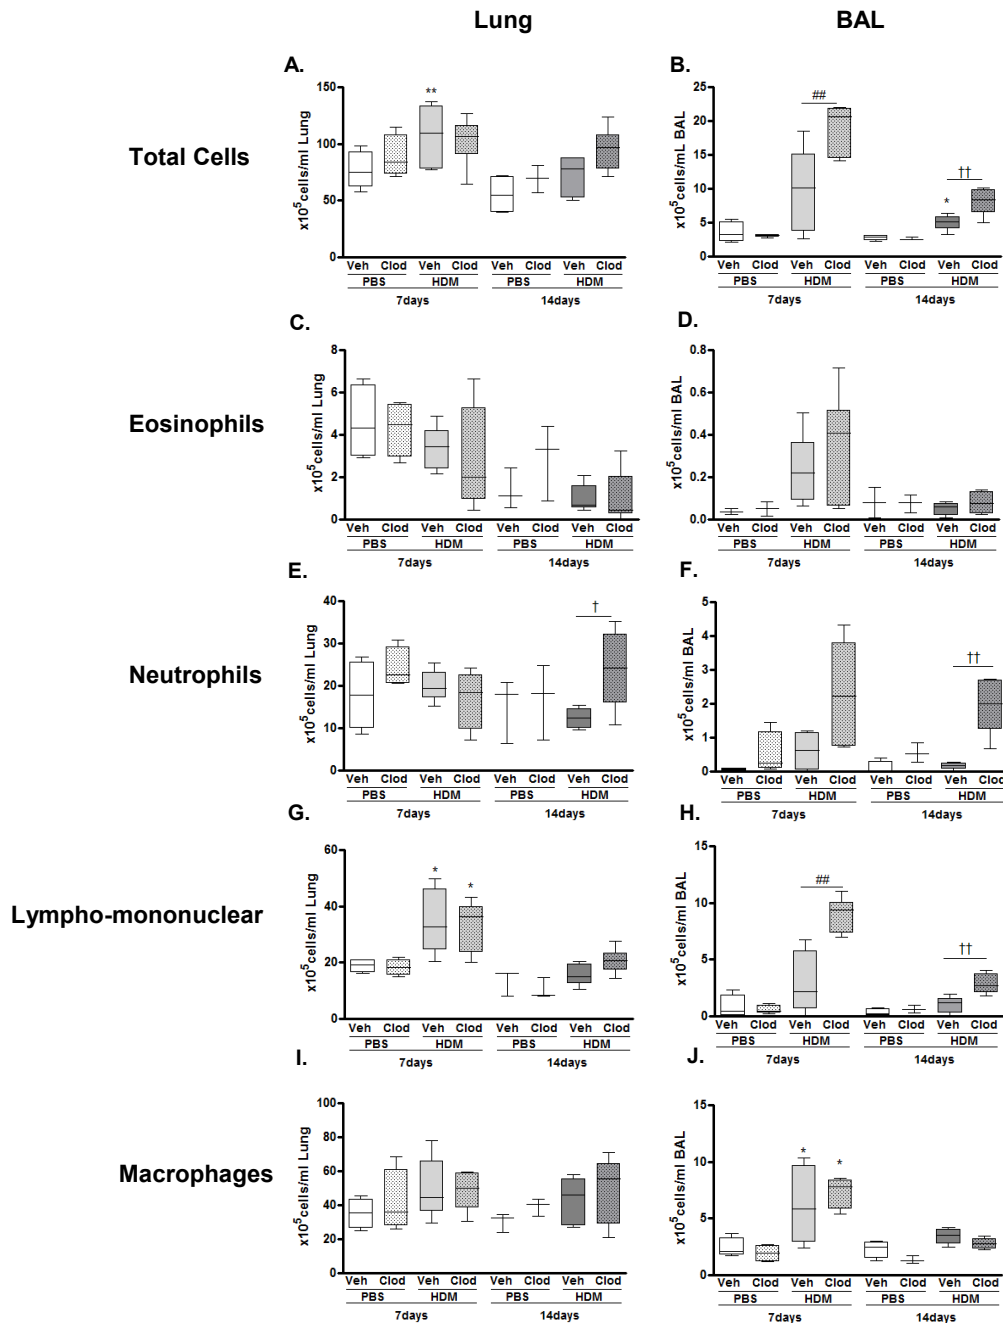 Lung BAL
A. B.
Total Cells
x10⁵cells/ml Lung
150
100
50
0
**
Veh Clod Veh Clod Veh Clod Veh Clod
PBS HDM PBS HDM
7days 14days
x10⁵cells/mL BAL
25
20
15
10
5
0
##
*
††
Veh Clod Veh Clod Veh Clod Veh Clod
PBS HDM PBS HDM
7days 14days
C. D.
Eosinophils
x10⁵cells/ml Lung
8
6
4
2
0
Veh Clod Veh Clod Veh Clod Veh Clod
PBS HDM PBS HDM
7days 14days
x10⁵cells/ml BAL
0.8
0.6
0.4
0.2
0.0
Veh Clod Veh Clod Veh Clod Veh Clod
PBS HDM PBS HDM
7days 14days
E. F.
Neutrophils
x10⁵cells/ml Lung
40
30
20
10
0
†
Veh Clod Veh Clod Veh Clod Veh Clod
PBS HDM PBS HDM
7days 14days
x10⁵cells/ml BAL
5
4
3
2
1
0
††
Veh Clod Veh Clod Veh Clod Veh Clod
PBS HDM PBS HDM
7days 14days
G. H.
Lympho-mononuclear
x10⁵cells/ml Lung
60
40
20
0
* *
Veh Clod Veh Clod Veh Clod Veh Clod
PBS HDM PBS HDM
7days 14days
x10⁵cells/ml BAL
15
10
5
0
##
††
Veh Clod Veh Clod Veh Clod Veh Clod
PBS HDM PBS HDM
7days 14days
I. J.
Macrophages
x10⁵cells/ml Lung
100
80
60
40
20
0
Veh Clod Veh Clod Veh Clod Veh Clod
PBS HDM PBS HDM
7days 14days
x10⁵cells/ml BAL
15
10
5
0
* *
Veh Clod Veh Clod Veh Clod Veh Clod
PBS HDM PBS HDM
7days 14days